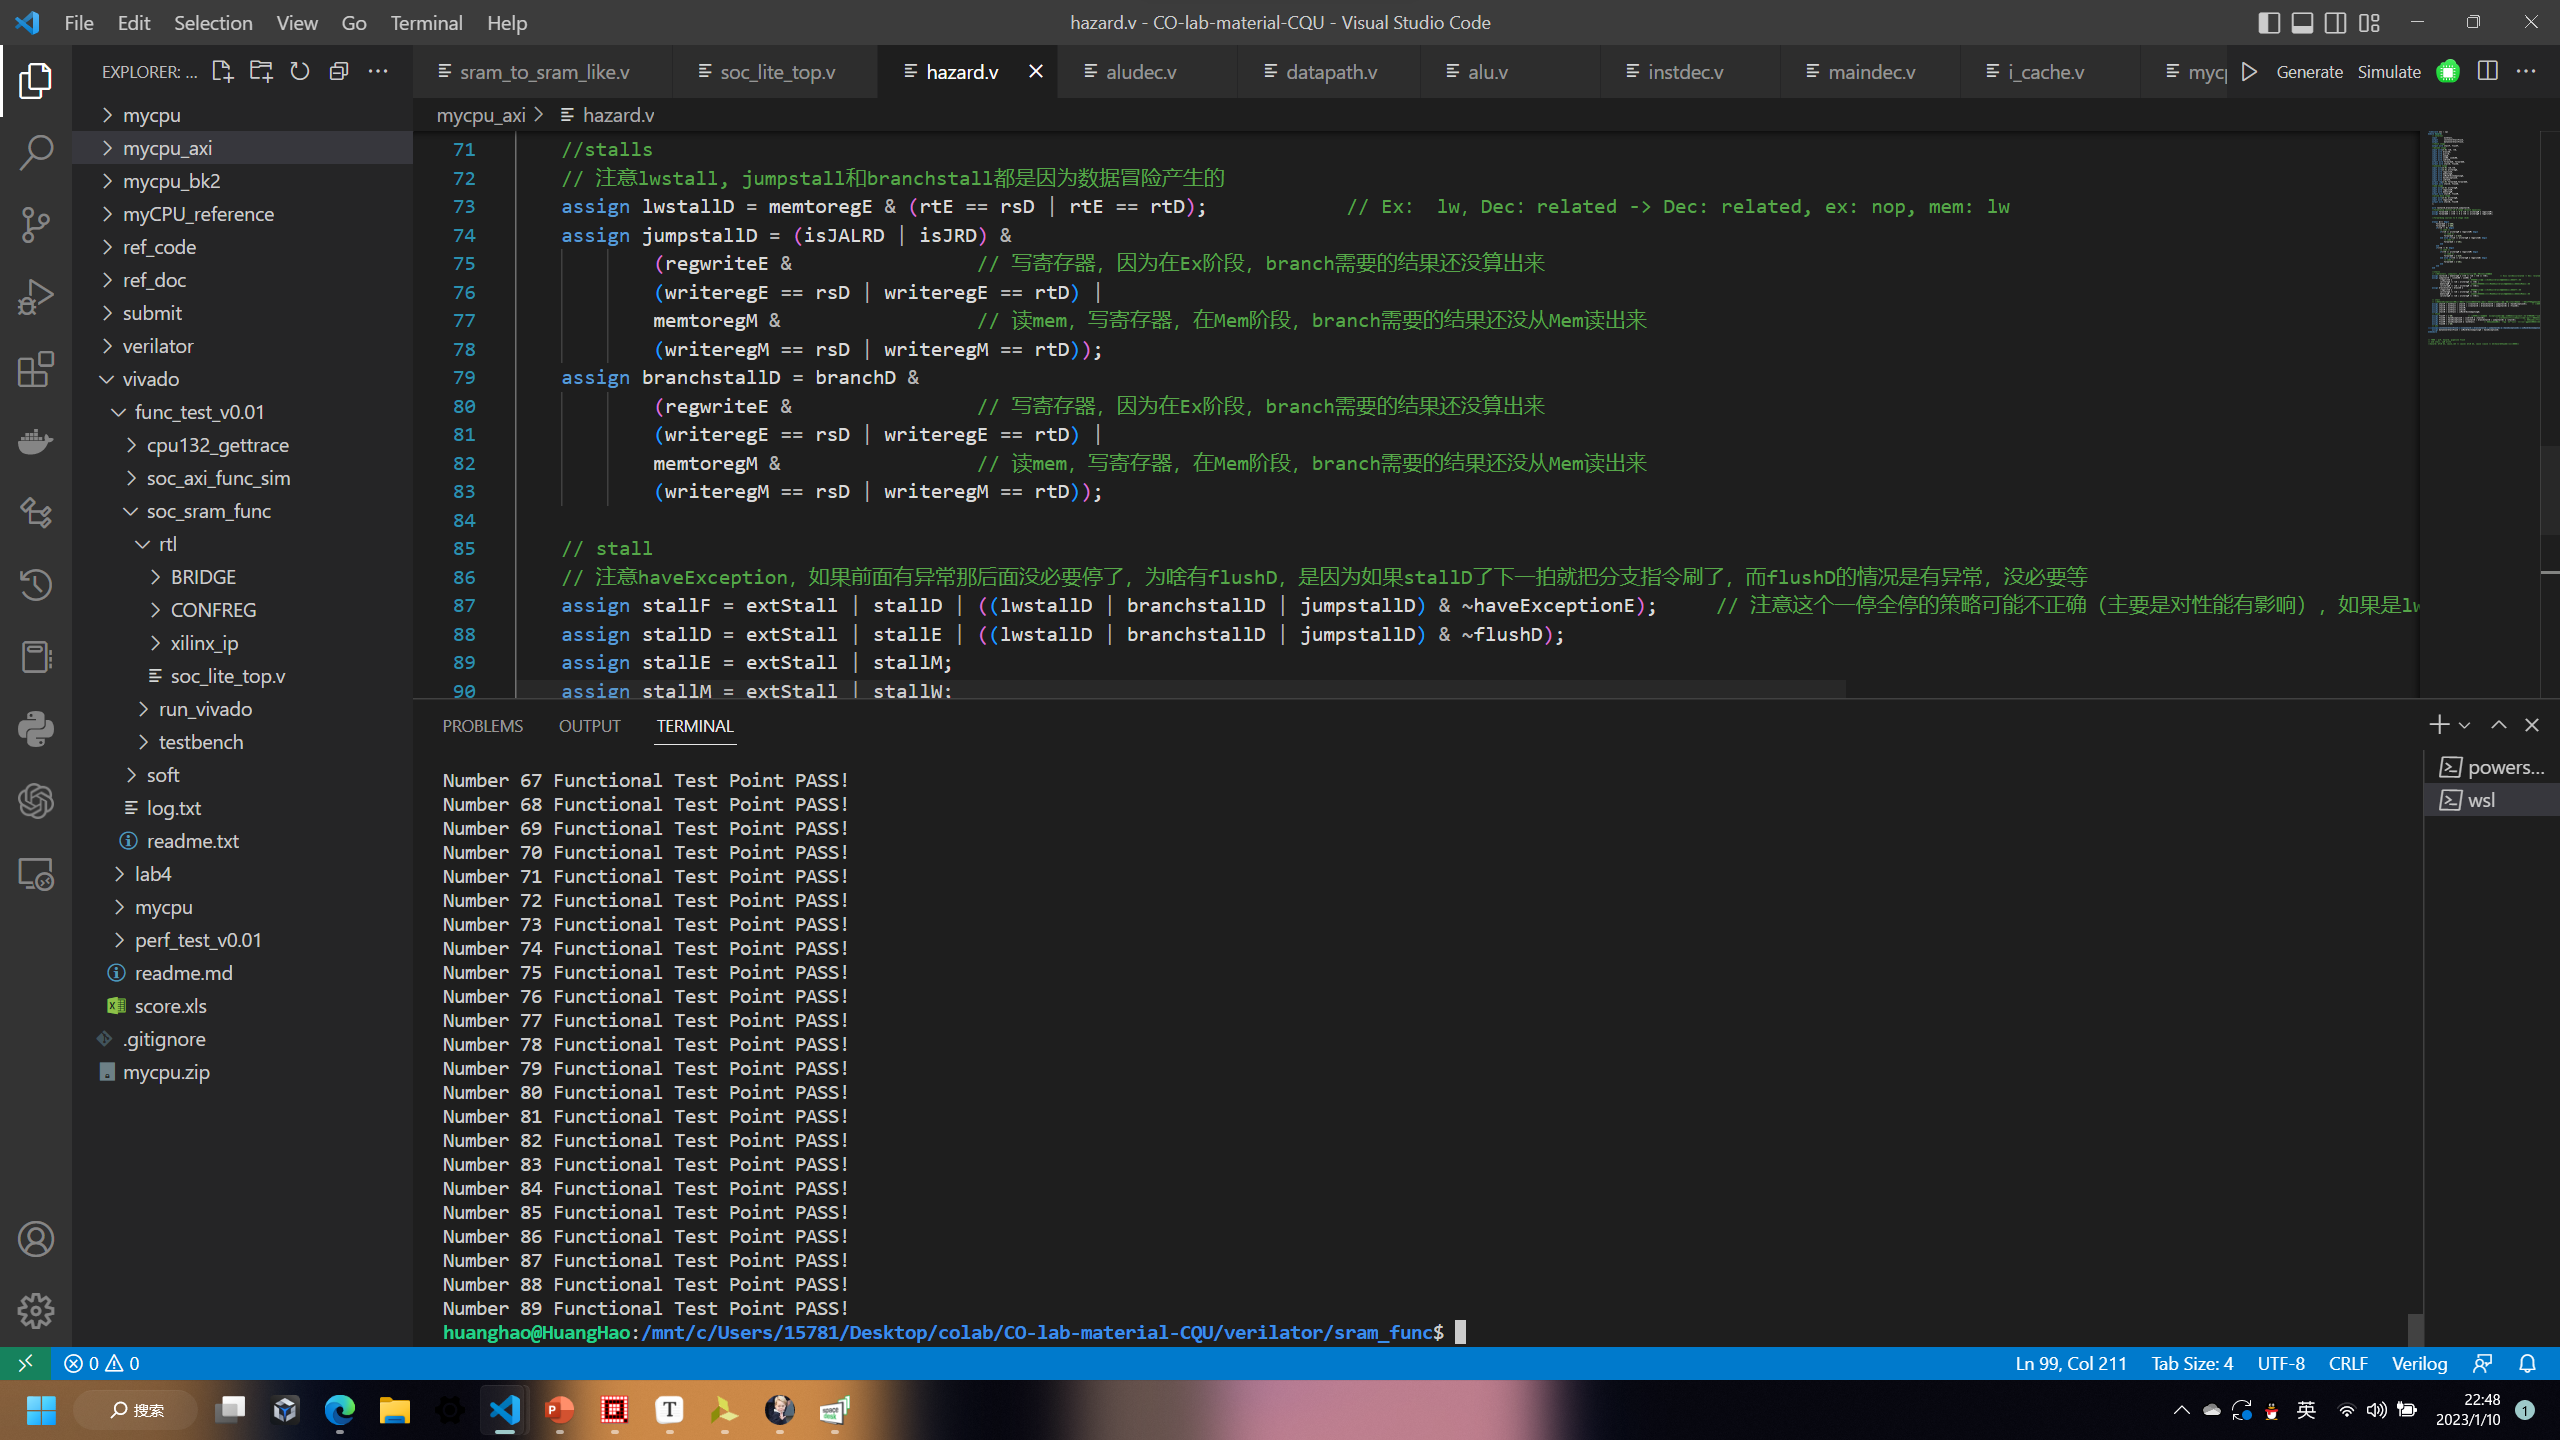 File Edit Selection View Go Terminal Help
hazard.v - CO-lab-material-CQU - Visual Studio Code
EXPLORER: ...
sram_to_sram_like.v soc_lite_top.v hazard.v aludec.v datapath.v alu.v instdec.v maindec.v i_cache.v mycp Generate Simulate
mycpu_axi > hazard.v
mycpu
mycpu_axi
mycpu_bk2
myCPU_reference
ref_code
ref_doc
submit
verilator
vivado
func_test_v0.01
cpu132_gettrace
soc_axi_func_sim
soc_sram_func
rtl
BRIDGE
CONFREG
xilinx_ip
soc_lite_top.v
run_vivado
testbench
soft
log.txt
readme.txt
lab4
mycpu
perf_test_v0.01
readme.md
score.xls
.gitignore
mycpu.zip
71 //stalls
72 // 注意lwstall, jumpstall和branchstall都是因为数据冒险产生的
73 assign lwstallD = memtoregE & (rtE == rsD | rtE == rtD); // Ex: lw, Dec: related -> Dec: related, ex: nop, mem: lw
74 assign jumpstallD = (isJALRD | isJRD) &
75 (regwriteE & // 写寄存器，因为在Ex阶段，branch需要的结果还没算出来
76 (writeregE == rsD | writeregE == rtD) |
77 memtoregM & // 读mem，写寄存器，在Mem阶段，branch需要的结果还没从Mem读出来
78 (writeregM == rsD | writeregM == rtD));
79 assign branchstallD = branchD &
80 (regwriteE & // 写寄存器，因为在Ex阶段，branch需要的结果还没算出来
81 (writeregE == rsD | writeregE == rtD) |
82 memtoregM & // 读mem，写寄存器，在Mem阶段，branch需要的结果还没从Mem读出来
83 (writeregM == rsD | writeregM == rtD));
84
85 // stall
86 // 注意haveException，如果前面有异常那后面没必要停了，为啥有flushD，是因为如果stallD了下一拍就把分支指令刷了，而flushD的情况是有异常，没必要等
87 assign stallF = extStall | stallD | ((lwstallD | branchstallD | jumpstallD) & ~haveExceptionE); // 注意这个一停全停的策略可能不正确（主要是对性能有影响），如果是lw
88 assign stallD = extStall | stallE | ((lwstallD | branchstallD | jumpstallD) & ~flushD);
89 assign stallE = extStall | stallM;
90 assign stallM = extStall | stallW;
PROBLEMS OUTPUT TERMINAL
powers...
wsl
Number 67 Functional Test Point PASS!
Number 68 Functional Test Point PASS!
Number 69 Functional Test Point PASS!
Number 70 Functional Test Point PASS!
Number 71 Functional Test Point PASS!
Number 72 Functional Test Point PASS!
Number 73 Functional Test Point PASS!
Number 74 Functional Test Point PASS!
Number 75 Functional Test Point PASS!
Number 76 Functional Test Point PASS!
Number 77 Functional Test Point PASS!
Number 78 Functional Test Point PASS!
Number 79 Functional Test Point PASS!
Number 80 Functional Test Point PASS!
Number 81 Functional Test Point PASS!
Number 82 Functional Test Point PASS!
Number 83 Functional Test Point PASS!
Number 84 Functional Test Point PASS!
Number 85 Functional Test Point PASS!
Number 86 Functional Test Point PASS!
Number 87 Functional Test Point PASS!
Number 88 Functional Test Point PASS!
Number 89 Functional Test Point PASS!
huanghao@HuangHao:/mnt/c/Users/15781/Desktop/colab/CO-lab-material-CQU/verilator/sram_func$
0 0 Ln 99, Col 211 Tab Size: 4 UTF-8 CRLF Verilog
搜索
英
22:48
2023/1/10
1